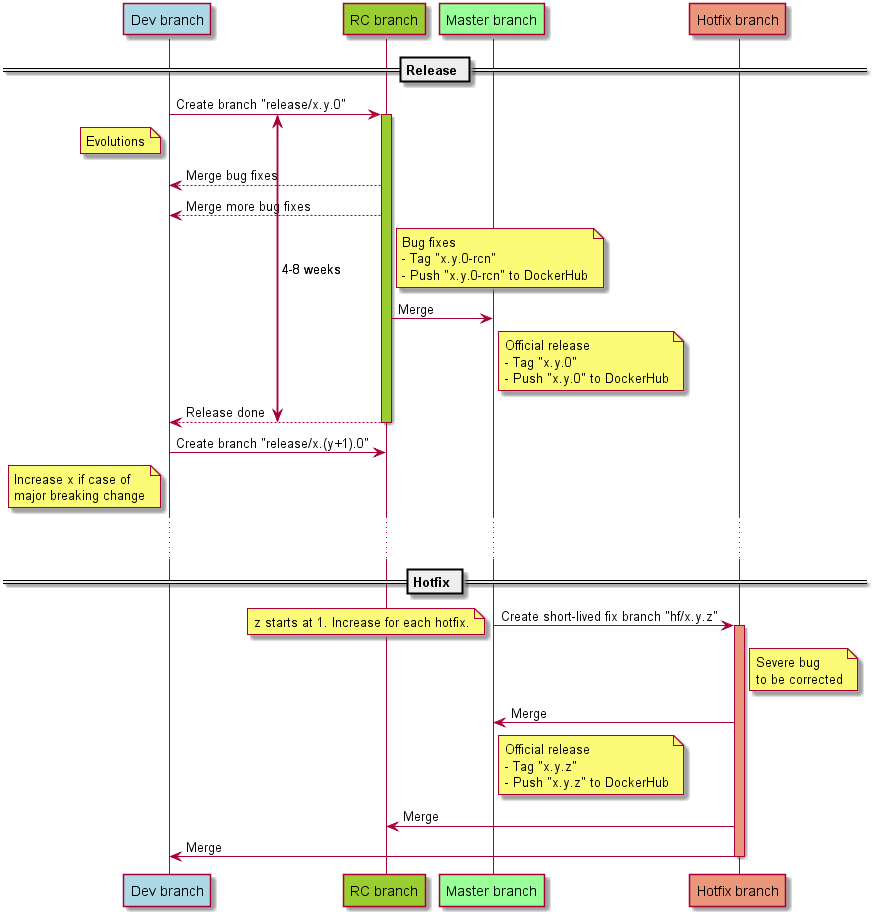 Dev branch
RC branch
Master branch
Hotfix branch
Release
Create branch "release/x.y.0"
Evolutions
Merge bug fixes
Merge more bug fixes
Bug fixes
- Tag "x.y.0-rcn"
- Push "x.y.0-rcn" to DockerHub
4-8 weeks
Merge
Official release
- Tag "x.y.0"
- Push "x.y.0" to DockerHub
Release done
Create branch "release/x.(y+1).0"
Increase x if case of
major breaking change
Hotfix
Create short-lived fix branch "hf/x.y.z"
z starts at 1. Increase for each hotfix.
Severe bug
to be corrected
Merge
Official release
- Tag "x.y.z"
- Push "x.y.z" to DockerHub
Merge
Merge
Dev branch
RC branch
Master branch
Hotfix branch